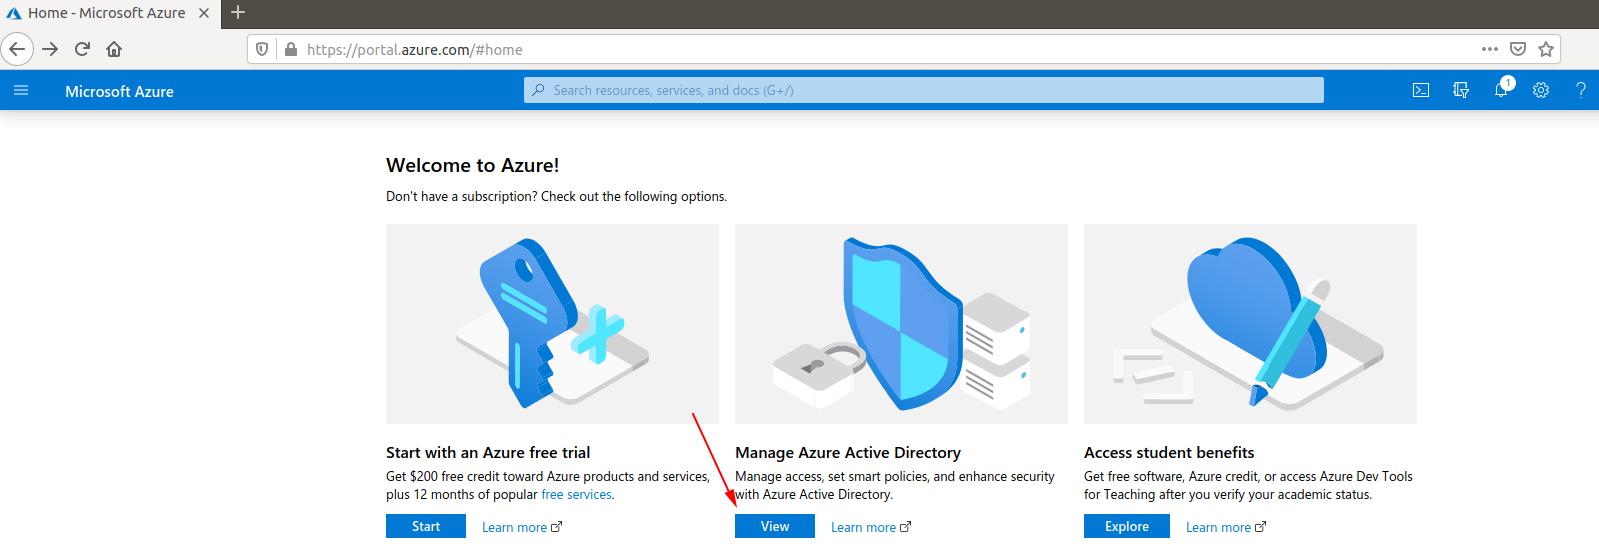 Home - Microsoft Azure
https://portal.azure.com/#home
Microsoft Azure
Search resources, services, and docs (G+/)
1
Welcome to Azure!
Don't have a subscription? Check out the following options.
Start with an Azure free trial
Get $200 free credit toward Azure products and services,
plus 12 months of popular free services.
Start Learn more
Manage Azure Active Directory
Manage access, set smart policies, and enhance security
with Azure Active Directory.
View Learn more
Access student benefits
Get free software, Azure credit, or access Azure Dev Tools
for Teaching after you verify your academic status.
Explore Learn more